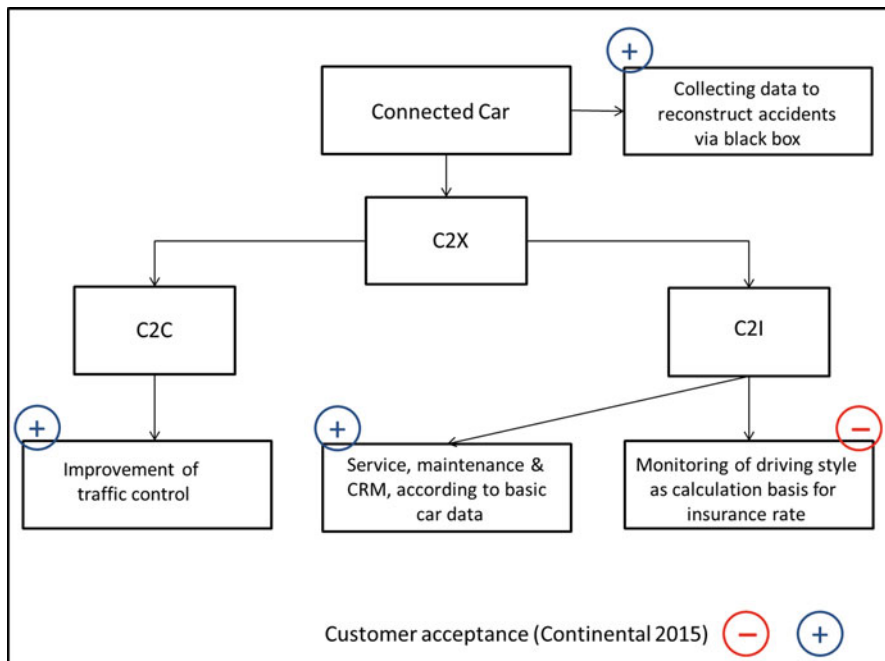 +
Connected Car
Collecting data to
reconstruct accidents
via black box
C2X
C2C
C2I
+
Improvement of
traffic control
+
Service, maintenance &
CRM, according to basic
car data
−
Monitoring of driving style
as calculation basis for
insurance rate
Customer acceptance (Continental 2015) − +